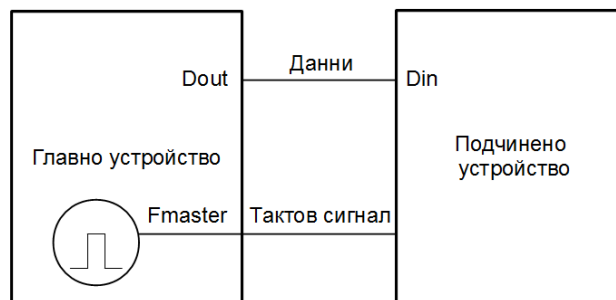 Данни
Dout
Din
Главно устройство
Подчинено
устройство
Fmaster
Тактов сигнал